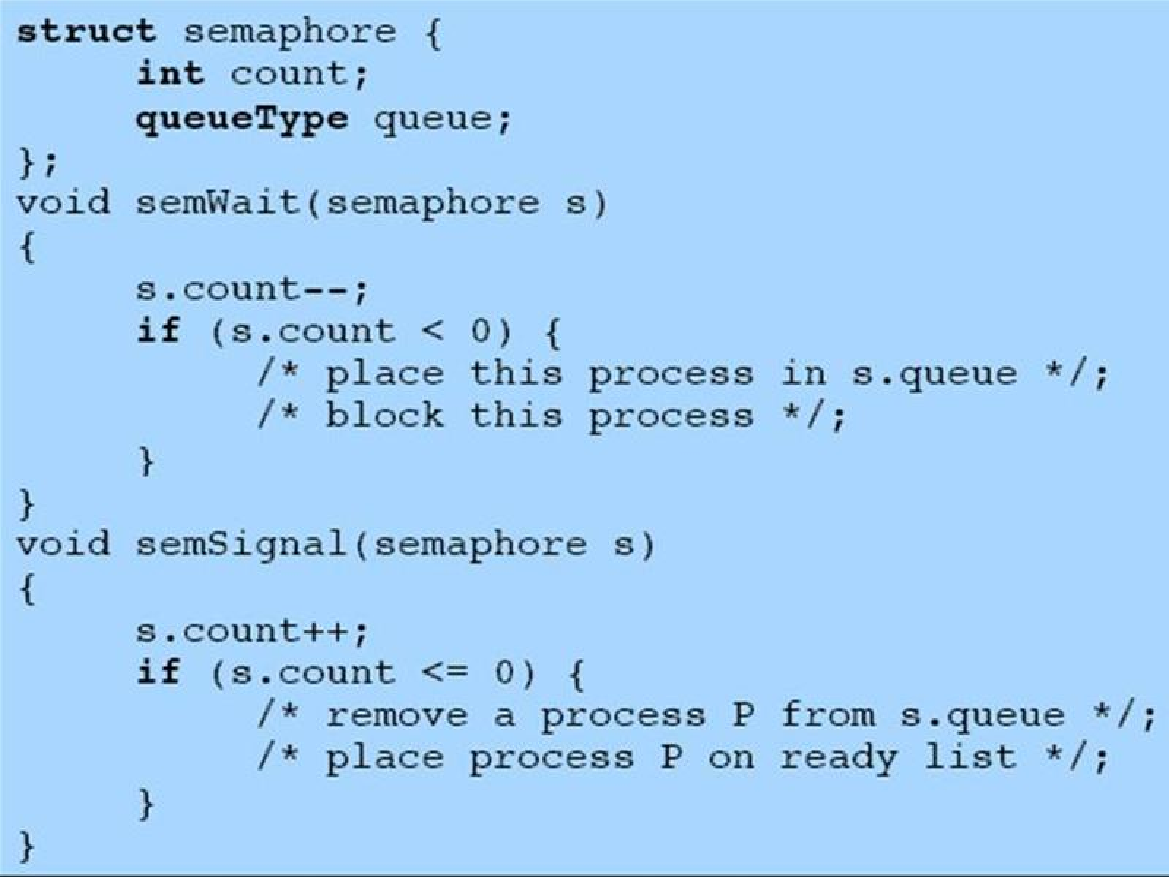 struct semaphore {
int count;
queueType queue;
};
void semWait(semaphore s)
{
s.count--;
if (s.count < 0) {
/* place this process in s.queue */;
/* block this process */;
}
}
void semSignal(semaphore s)
{
s.count++;
if (s.count <= 0) {
/* remove a process P from s.queue */;
/* place process P on ready list */;
}
}